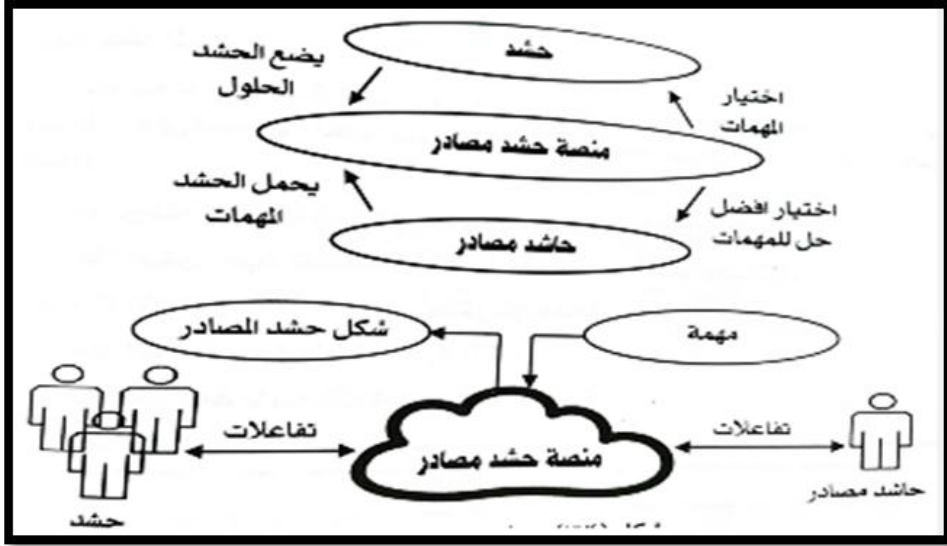 حشد
يضع الحشد
الحلول
اختيار
المهمات
منصة حشد مصادر
يحمل الحشد
المهمات
اختيار افضل
حل للمهمات
حاشد مصادر
شكل حشد المصادر
مهمة
تفاعلات
تفاعلات
منصة حشد مصادر
حاشد مصادر
حشد